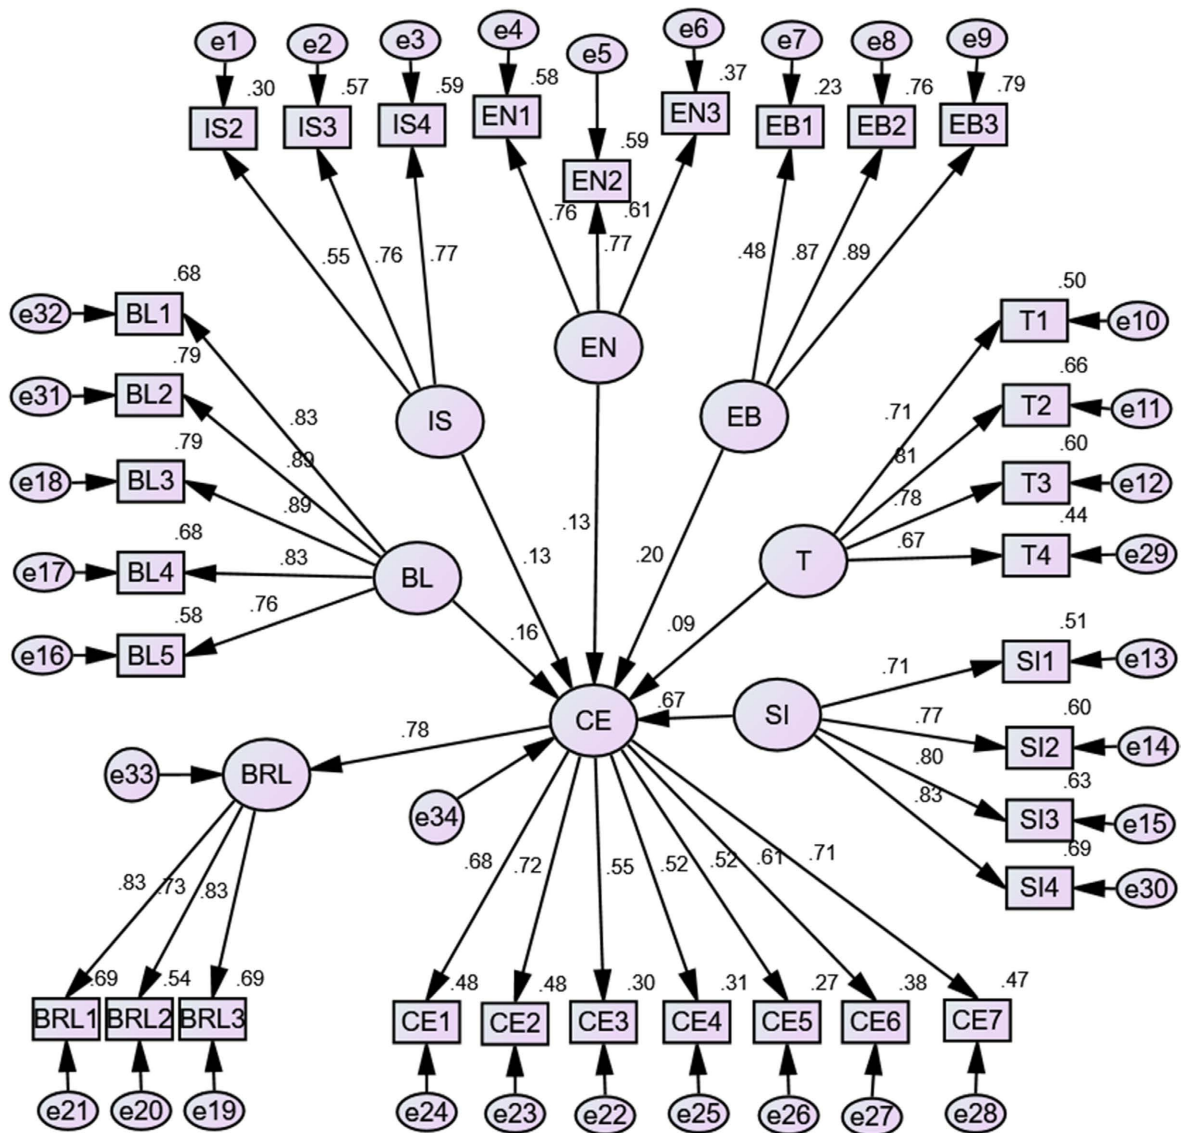 e1 e2 e3 e4 e5 e6 e7 e8 e9
.30 .57 .59 .58 .59 .37 .23 .76 .79
IS2 IS3 IS4 EN1 EN2 EN3 EB1 EB2 EB3
.55 .76 .77 .76 .77 .61 .48 .87 .89
IS EN EB
e32 BL1 .68 .83
e31 BL2 .79 .89
e18 BL3 .79 .89
e17 BL4 .68 .83
e16 BL5 .58 .76
BL
.50 T1 e10 .71
.66 T2 e11 .81
.60 T3 e12 .78
.44 T4 e29 .67
T
.16 .13 .13 .20 .09 .67
CE
.51 SI1 e13 .71
.60 SI2 e14 .77
.63 SI3 e15 .80
.69 SI4 e30 .83
SI
.78
e33 BRL
e34
.83 .73 .83
.69 .54 .69
BRL1 BRL2 BRL3
e21 e20 e19
.68 .72 .55 .52 .52 .61 .71
.48 .48 .30 .31 .27 .38 .47
CE1 CE2 CE3 CE4 CE5 CE6 CE7
e24 e23 e22 e25 e26 e27 e28